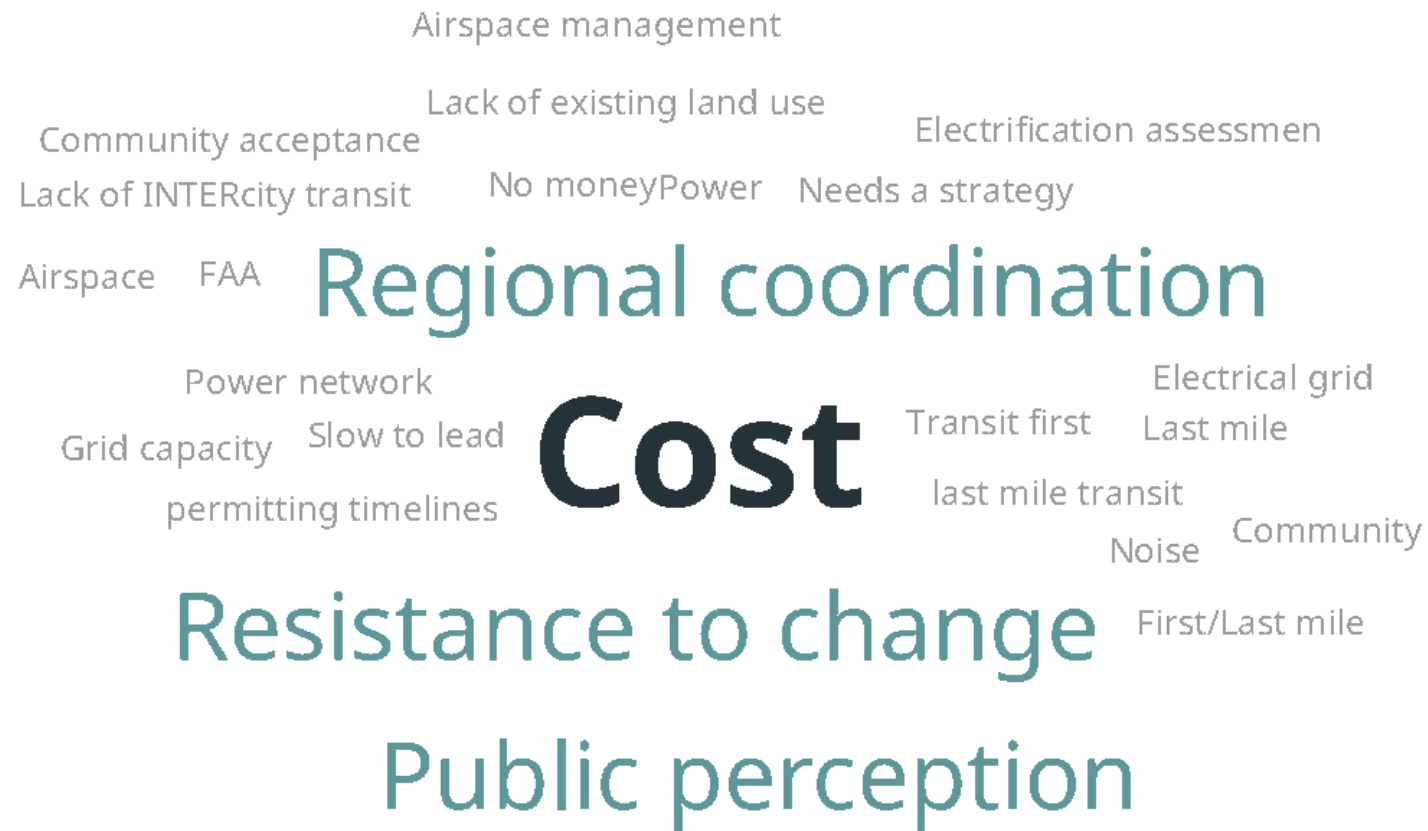 Airspace management
Lack of existing land use
Community acceptance
Electrification assessmen
Lack of INTERcity transit
No money
Power
Needs a strategy
Airspace
FAA
Regional coordination
Power network
Electrical grid
Cost
Transit first
Last mile
Grid capacity
Slow to lead
permitting timelines
last mile transit
Community
Noise
Resistance to change
First/Last mile
Public perception